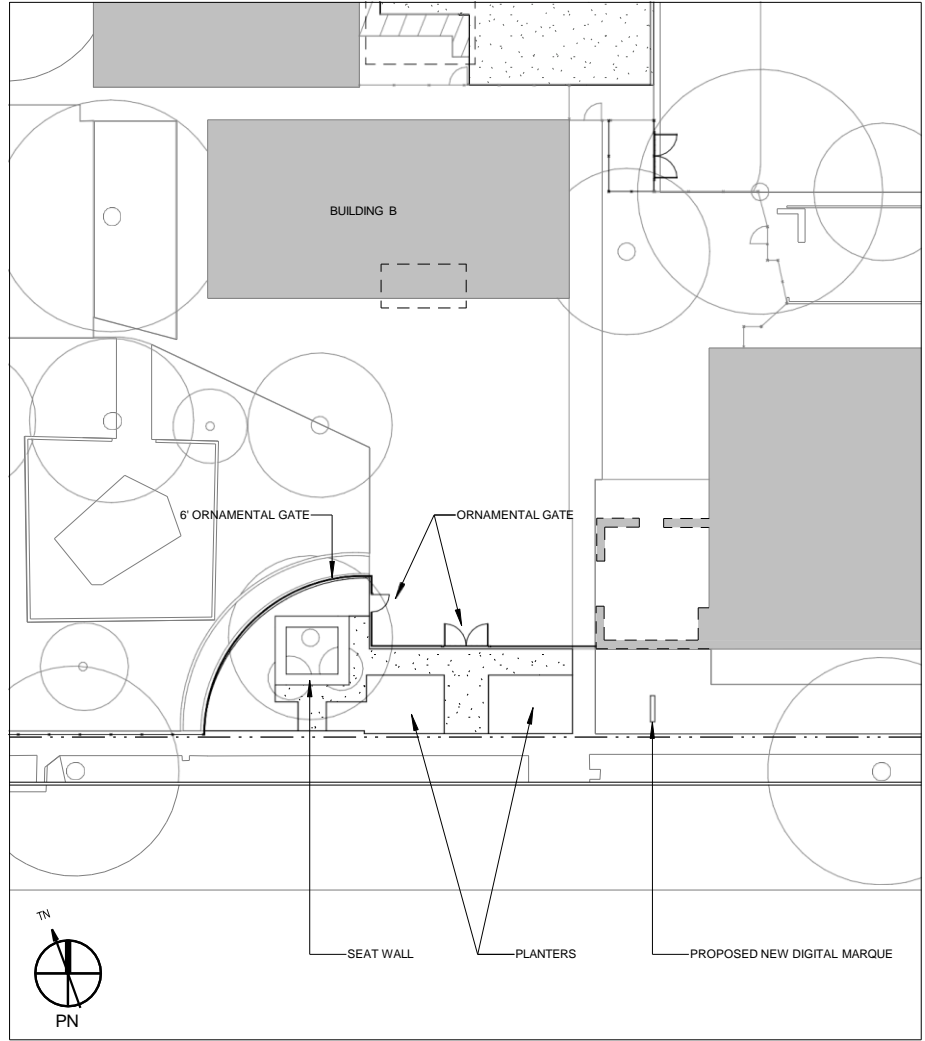 BUILDING B
6' ORNAMENTAL GATE
ORNAMENTAL GATE
SEAT WALL
PLANTERS
PROPOSED NEW DIGITAL MARQUE
TN
PN